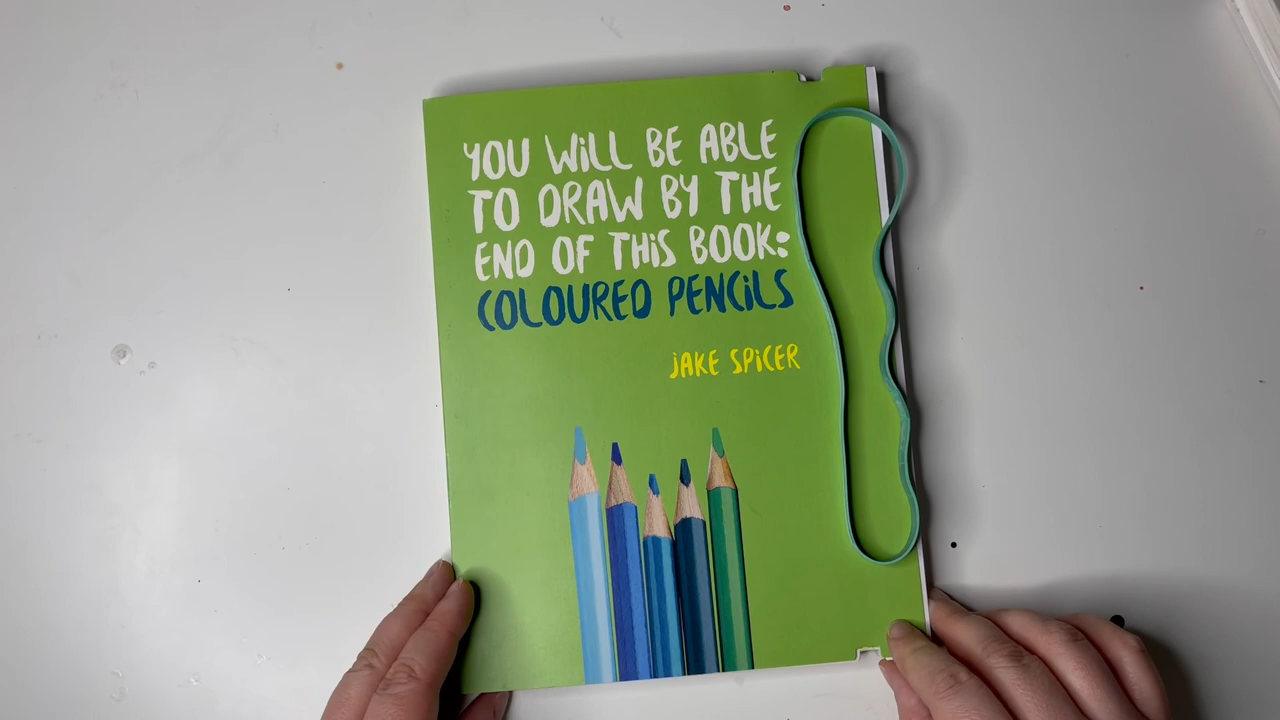 YOU WiLL BE ABLE
TO DRAW BY THE
END OF THiS BOOK:
COLOURED PENCiLS
JAKE SPiCER